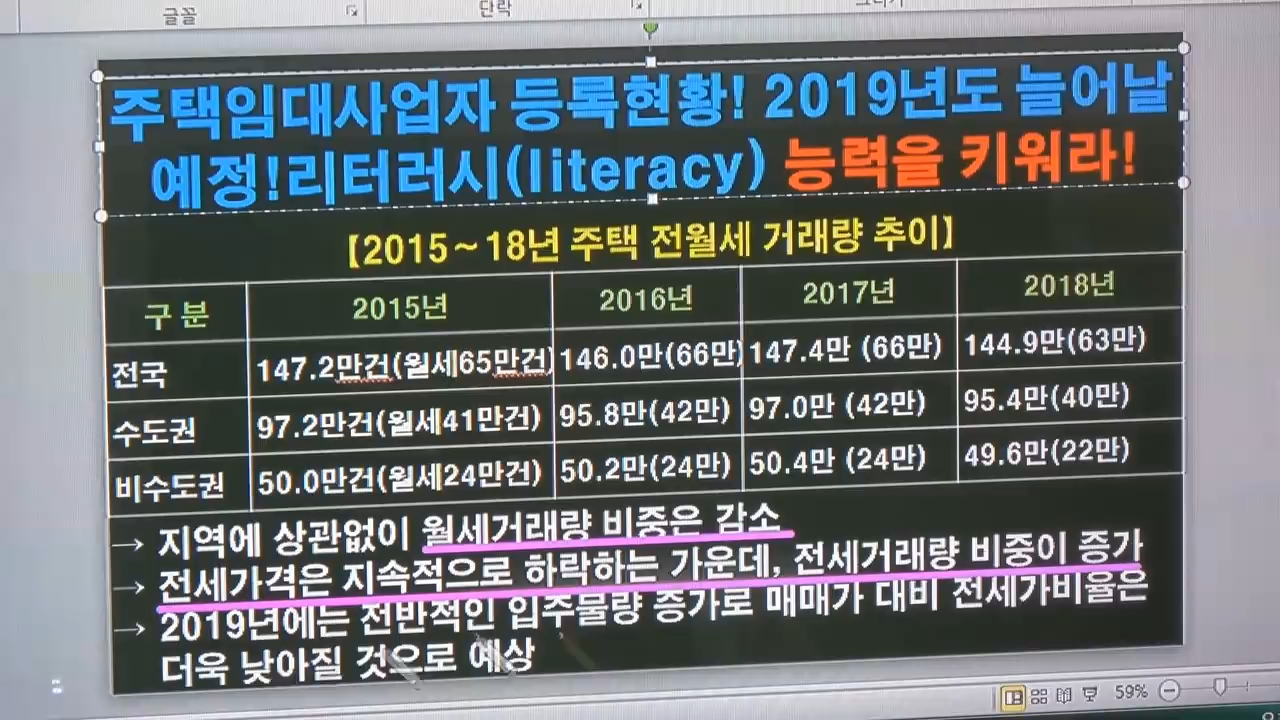 글꼴
단락
주택임대사업자 등록현황! 2019년도 늘어날
예정!리터러시(literacy) 능력을 키워라!
【2015～18년 주택 전월세 거래량 추이】
구 분 2015년 2016년 2017년 2018년
전국 147.2만건(월세65만건) 146.0만(66만) 147.4만 (66만) 144.9만(63만)
수도권 97.2만건(월세41만건) 95.8만(42만) 97.0만 (42만) 95.4만(40만)
비수도권 50.0만건(월세24만건) 50.2만(24만) 50.4만 (24만) 49.6만(22만)
→ 지역에 상관없이 월세거래량 비중은 감소
→ 전세가격은 지속적으로 하락하는 가운데, 전세거래량 비중이 증가
→ 2019년에는 전반적인 입주물량 증가로 매매가 대비 전세가비율은
더욱 낮아질 것으로 예상
59%